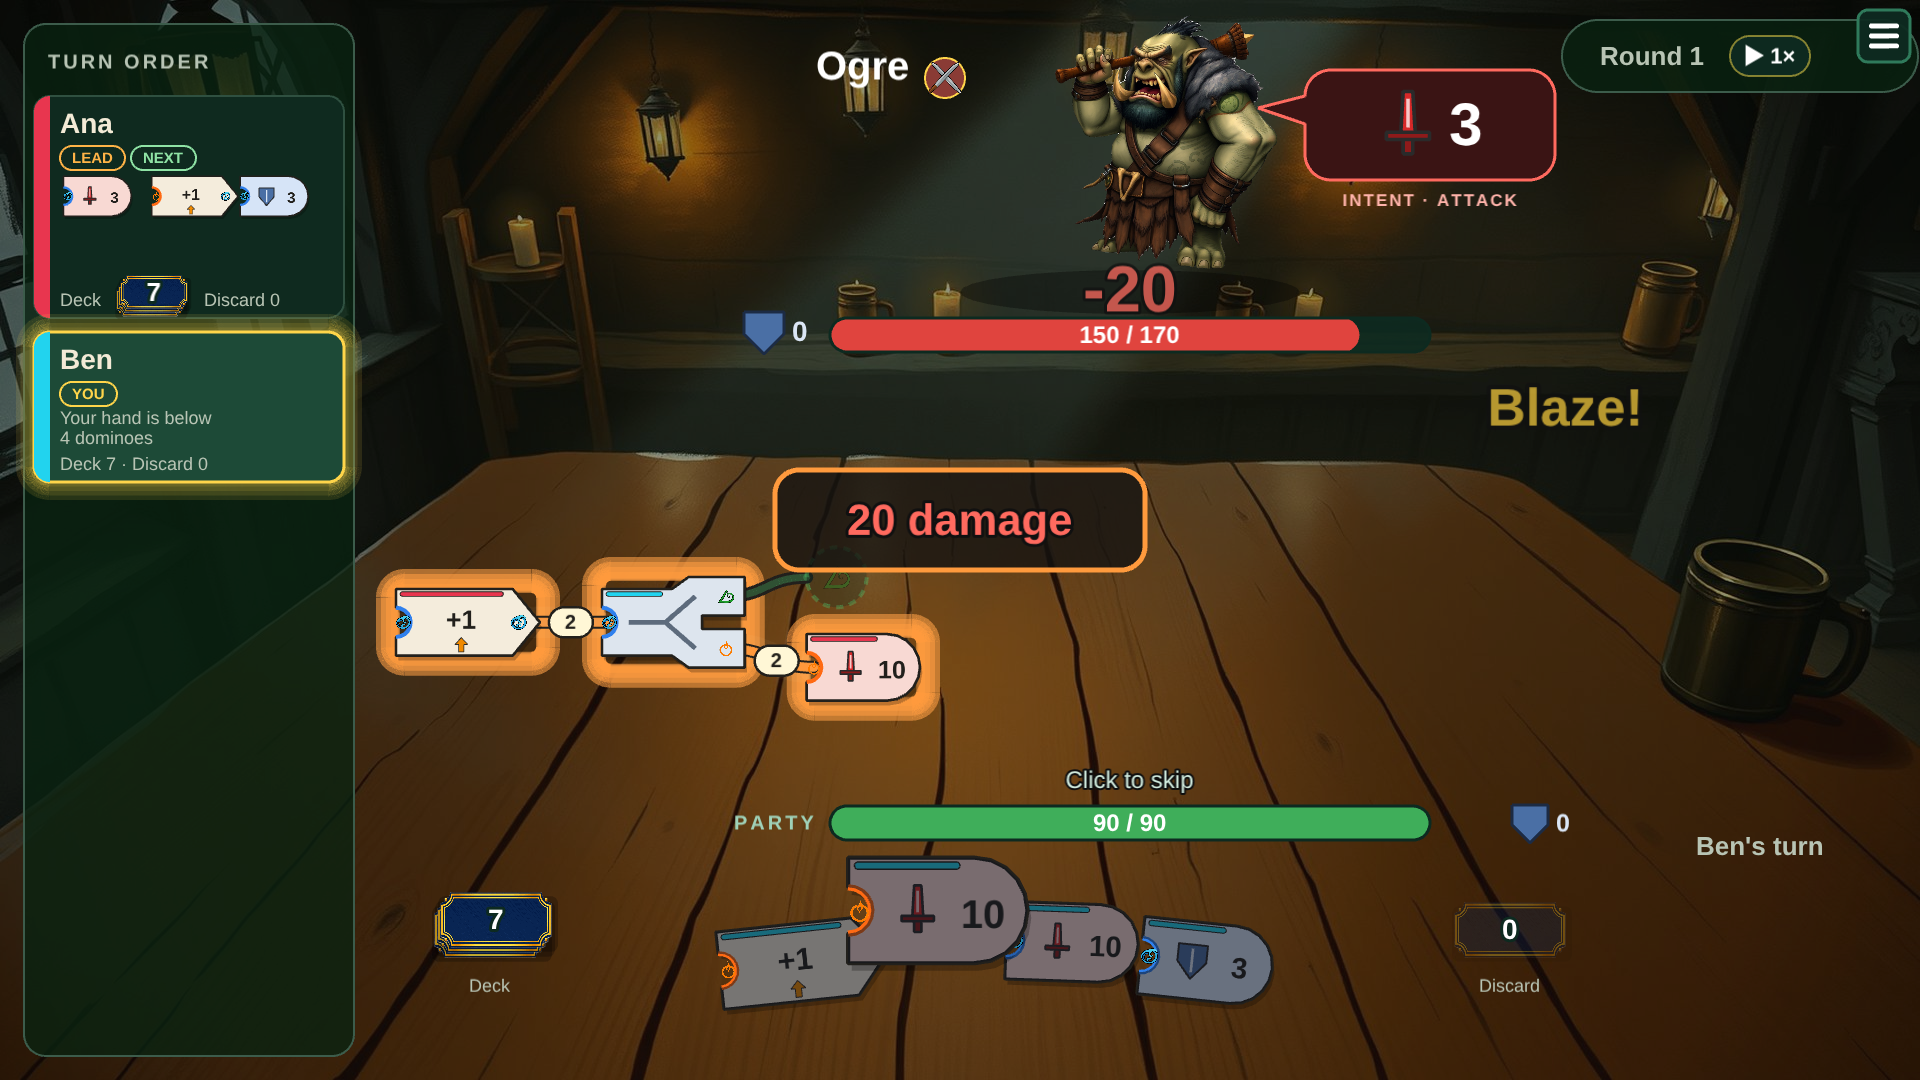 TURN ORDER
Ana
LEAD NEXT
3 +1 3
Deck 7 Discard 0
Ben
YOU
Your hand is below
4 dominoes
Deck 7 · Discard 0
Ogre
3
INTENT · ATTACK
Round 1 1×
-20
0 150 / 170
Blaze!
20 damage
+1 2 2 10
Click to skip
PARTY 90 / 90 0
Ben's turn
7
Deck
+1 10 10 3
0
Discard